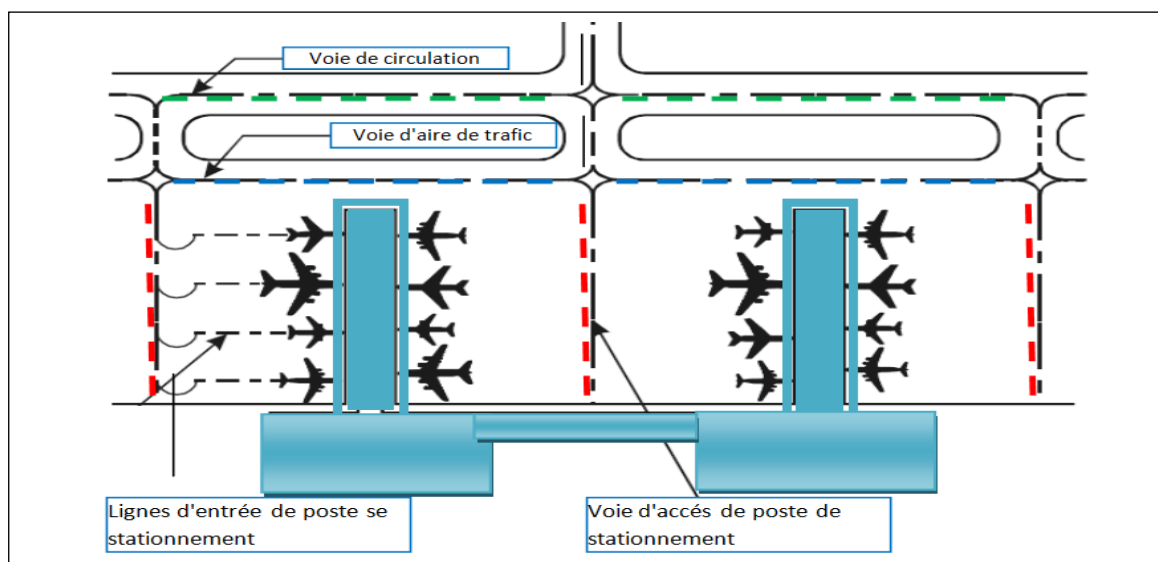 Voie de circulation
Voie d'aire de trafic
Lignes d'entrée de poste se
stationnement
Voie d'accés de poste de
stationnement